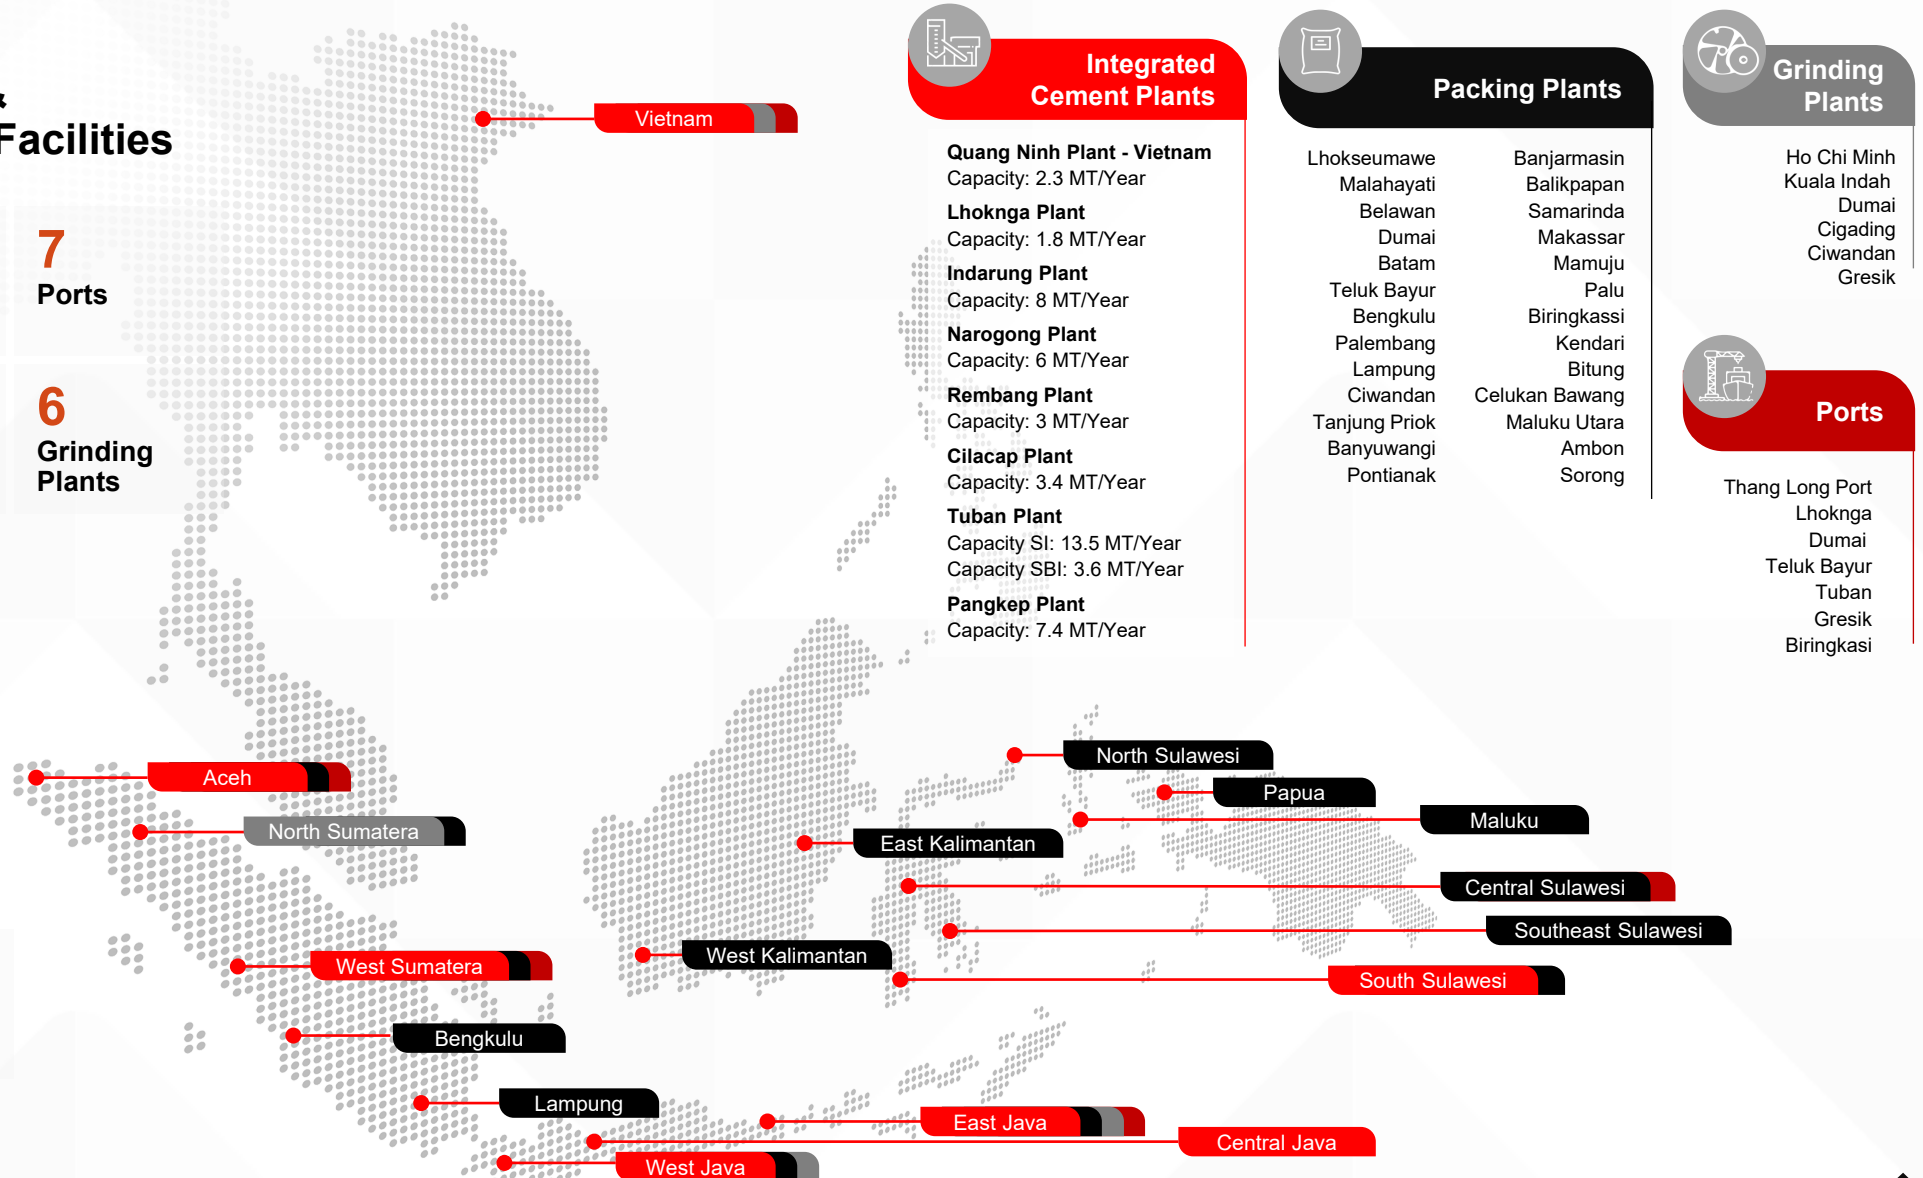 &
Facilities
7
Ports
6
Grinding
Plants
Integrated
Cement Plants
Quang Ninh Plant - Vietnam
Capacity: 2.3 MT/Year
Lhoknga Plant
Capacity: 1.8 MT/Year
Indarung Plant
Capacity: 8 MT/Year
Narogong Plant
Capacity: 6 MT/Year
Rembang Plant
Capacity: 3 MT/Year
Cilacap Plant
Capacity: 3.4 MT/Year
Tuban Plant
Capacity SI: 13.5 MT/Year
Capacity SBI: 3.6 MT/Year
Pangkep Plant
Capacity: 7.4 MT/Year
Packing Plants
Lhokseumawe
Malahayati
Belawan
Dumai
Batam
Teluk Bayur
Bengkulu
Palembang
Lampung
Ciwandan
Tanjung Priok
Banyuwangi
Pontianak
Banjarmasin
Balikpapan
Samarinda
Makassar
Mamuju
Palu
Biringkassi
Kendari
Bitung
Celukan Bawang
Maluku Utara
Ambon
Sorong
Grinding
Plants
Ho Chi Minh
Kuala Indah
Dumai
Cigading
Ciwandan
Gresik
Ports
Thang Long Port
Lhoknga
Dumai
Teluk Bayur
Tuban
Gresik
Biringkasi
Vietnam
Aceh
North Sumatera
West Sumatera
Bengkulu
Lampung
West Java
East Java
Central Java
West Kalimantan
East Kalimantan
North Sulawesi
Papua
Maluku
Central Sulawesi
Southeast Sulawesi
South Sulawesi